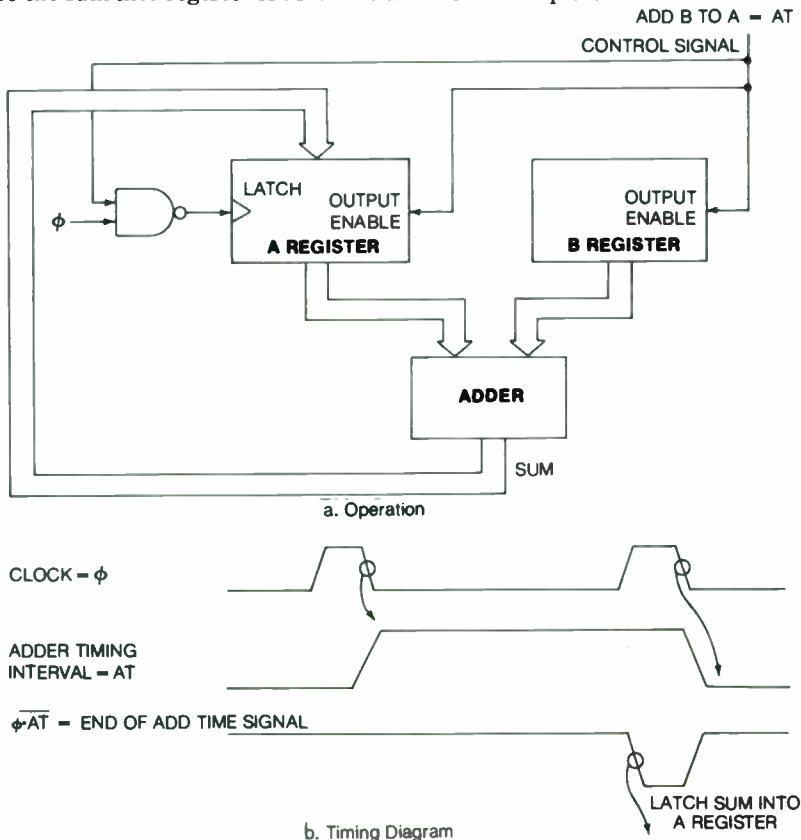 ADD B TO A = AT
CONTROL SIGNAL
LATCH
OUTPUT
ENABLE
A REGISTER
OUTPUT
ENABLE
B REGISTER
ϕ
ADDER
SUM
a. Operation
CLOCK = ϕ
ADDER TIMING
INTERVAL = AT
ϕ·A̅T̅ = END OF ADD TIME SIGNAL
LATCH SUM INTO
A REGISTER
b. Timing Diagram